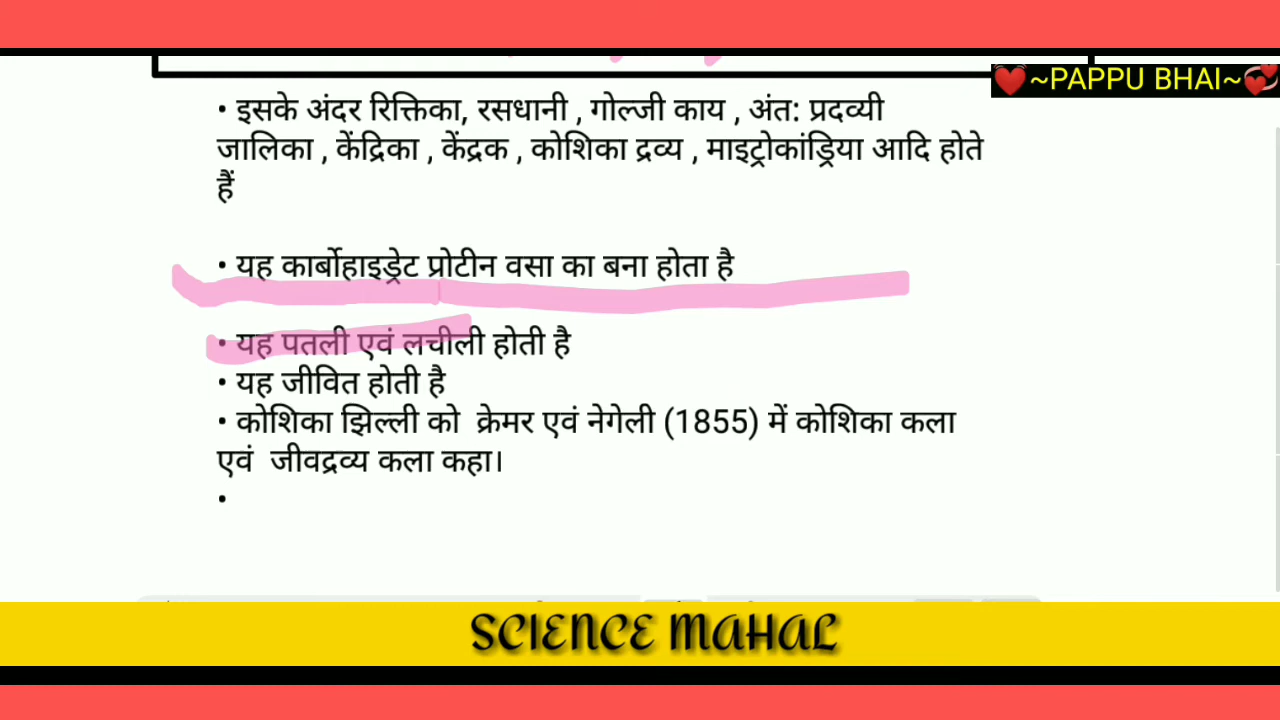 ~PAPPU BHAI~
• इसके अंदर रिक्तिका, रसधानी , गोल्जी काय , अंत: प्रदव्यी
जालिका , केंद्रिका , केंद्रक , कोशिका द्रव्य , माइट्रोकांड्रिया आदि होते
हैं
• यह कार्बोहाइड्रेट प्रोटीन वसा का बना होता है
• यह पतली एवं लचीली होती है
• यह जीवित होती है
• कोशिका झिल्ली को क्रेमर एवं नेगेली (1855) में कोशिका कला
एवं जीवद्रव्य कला कहा।
•
SCIENCE MAHAL